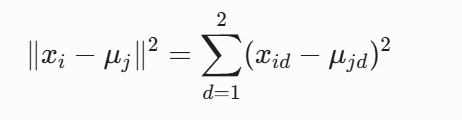 ‖x_i − μ_j‖² = ∑_{d=1}^{2} (x_{id} − μ_{jd})²